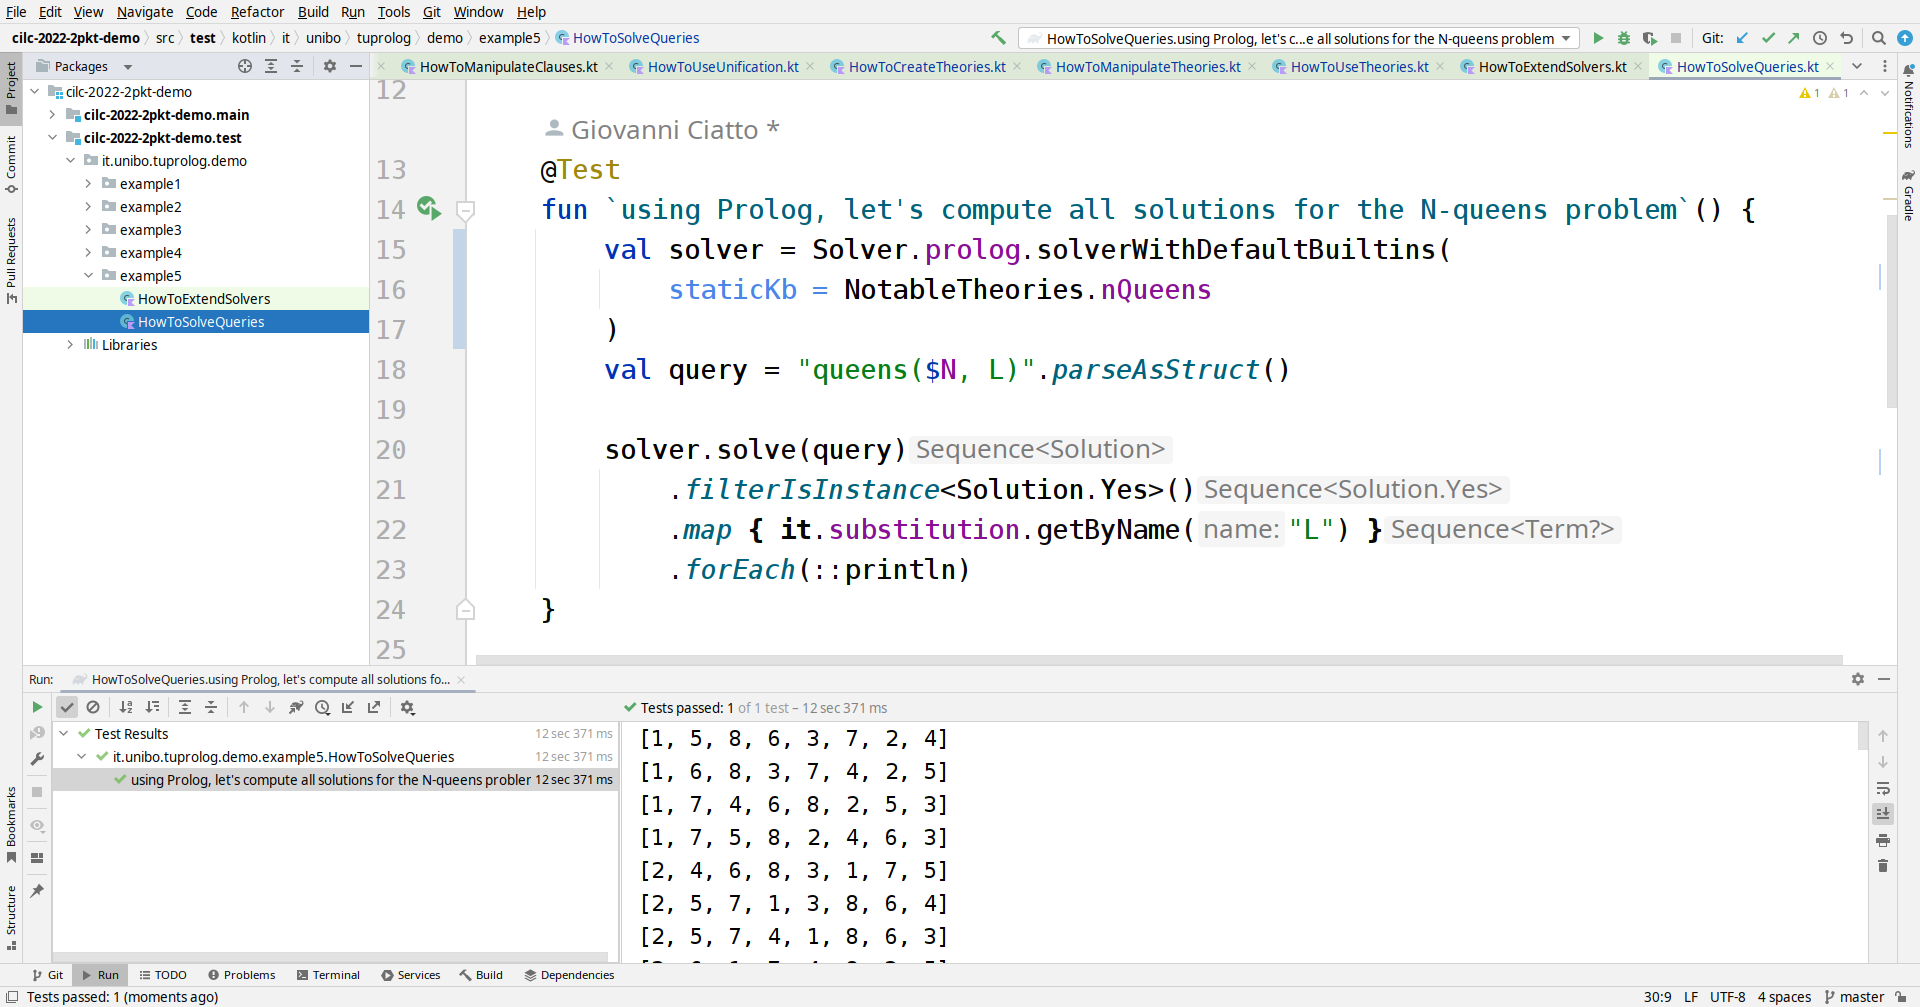 File Edit View Navigate Code Refactor Build Run Tools Git Window Help
cilc-2022-2pkt-demo src test kotlin it unibo tuprolog demo example5 HowToSolveQueries
HowToSolveQueries.using Prolog, let's c...e all solutions for the N-queens problem
Git:
Packages
HowToManipulateClauses.kt HowToUseUnification.kt HowToCreateTheories.kt HowToManipulateTheories.kt HowToUseTheories.kt HowToExtendSolvers.kt HowToSolveQueries.kt
Project
Commit
Pull Requests
Bookmarks
Structure
Notifications
Gradle
cilc-2022-2pkt-demo
cilc-2022-2pkt-demo.main
cilc-2022-2pkt-demo.test
it.unibo.tuprolog.demo
example1
example2
example3
example4
example5
HowToExtendSolvers
HowToSolveQueries
Libraries
1 1
12
Giovanni Ciatto *
13 @Test
14 fun `using Prolog, let's compute all solutions for the N-queens problem`() {
15 val solver = Solver.prolog.solverWithDefaultBuiltins(
16 staticKb = NotableTheories.nQueens
17 )
18 val query = "queens($N, L)".parseAsStruct()
19
20 solver.solve(query) Sequence<Solution>
21 .filterIsInstance<Solution.Yes>() Sequence<Solution.Yes>
22 .map { it.substitution.getByName( name: "L") } Sequence<Term?>
23 .forEach(::println)
24 }
25
Run: HowToSolveQueries.using Prolog, let's compute all solutions fo...
Tests passed: 1 of 1 test – 12 sec 371 ms
Test Results 12 sec 371 ms
it.unibo.tuprolog.demo.example5.HowToSolveQueries 12 sec 371 ms
using Prolog, let's compute all solutions for the N-queens probler 12 sec 371 ms
[1, 5, 8, 6, 3, 7, 2, 4]
[1, 6, 8, 3, 7, 4, 2, 5]
[1, 7, 4, 6, 8, 2, 5, 3]
[1, 7, 5, 8, 2, 4, 6, 3]
[2, 4, 6, 8, 3, 1, 7, 5]
[2, 5, 7, 1, 3, 8, 6, 4]
[2, 5, 7, 4, 1, 8, 6, 3]
Git Run TODO Problems Terminal Services Build Dependencies
Tests passed: 1 (moments ago)
30:9 LF UTF-8 4 spaces master